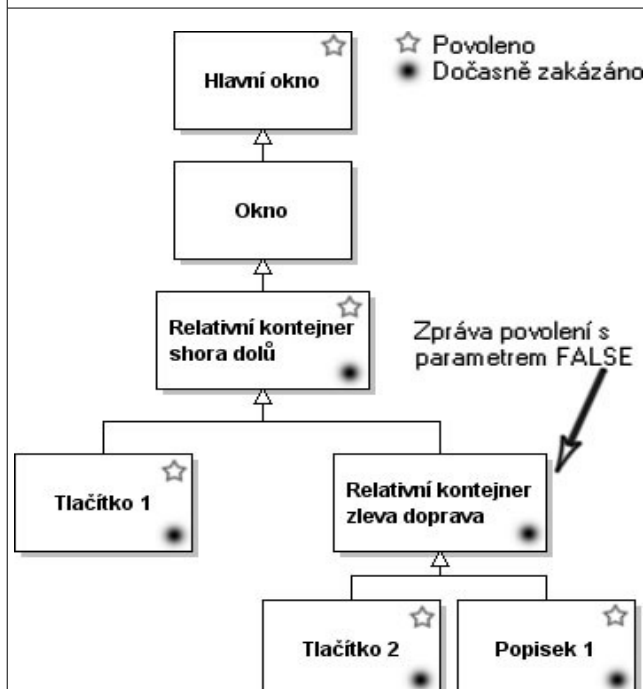 Hlavní okno
Povoleno
Dočasně zakázáno
Okno
Relativní kontejner
shora dolů
Zpráva povolení s
parametrem FALSE
Tlačítko 1
Relativní kontejner
zleva doprava
Tlačítko 2
Popisek 1